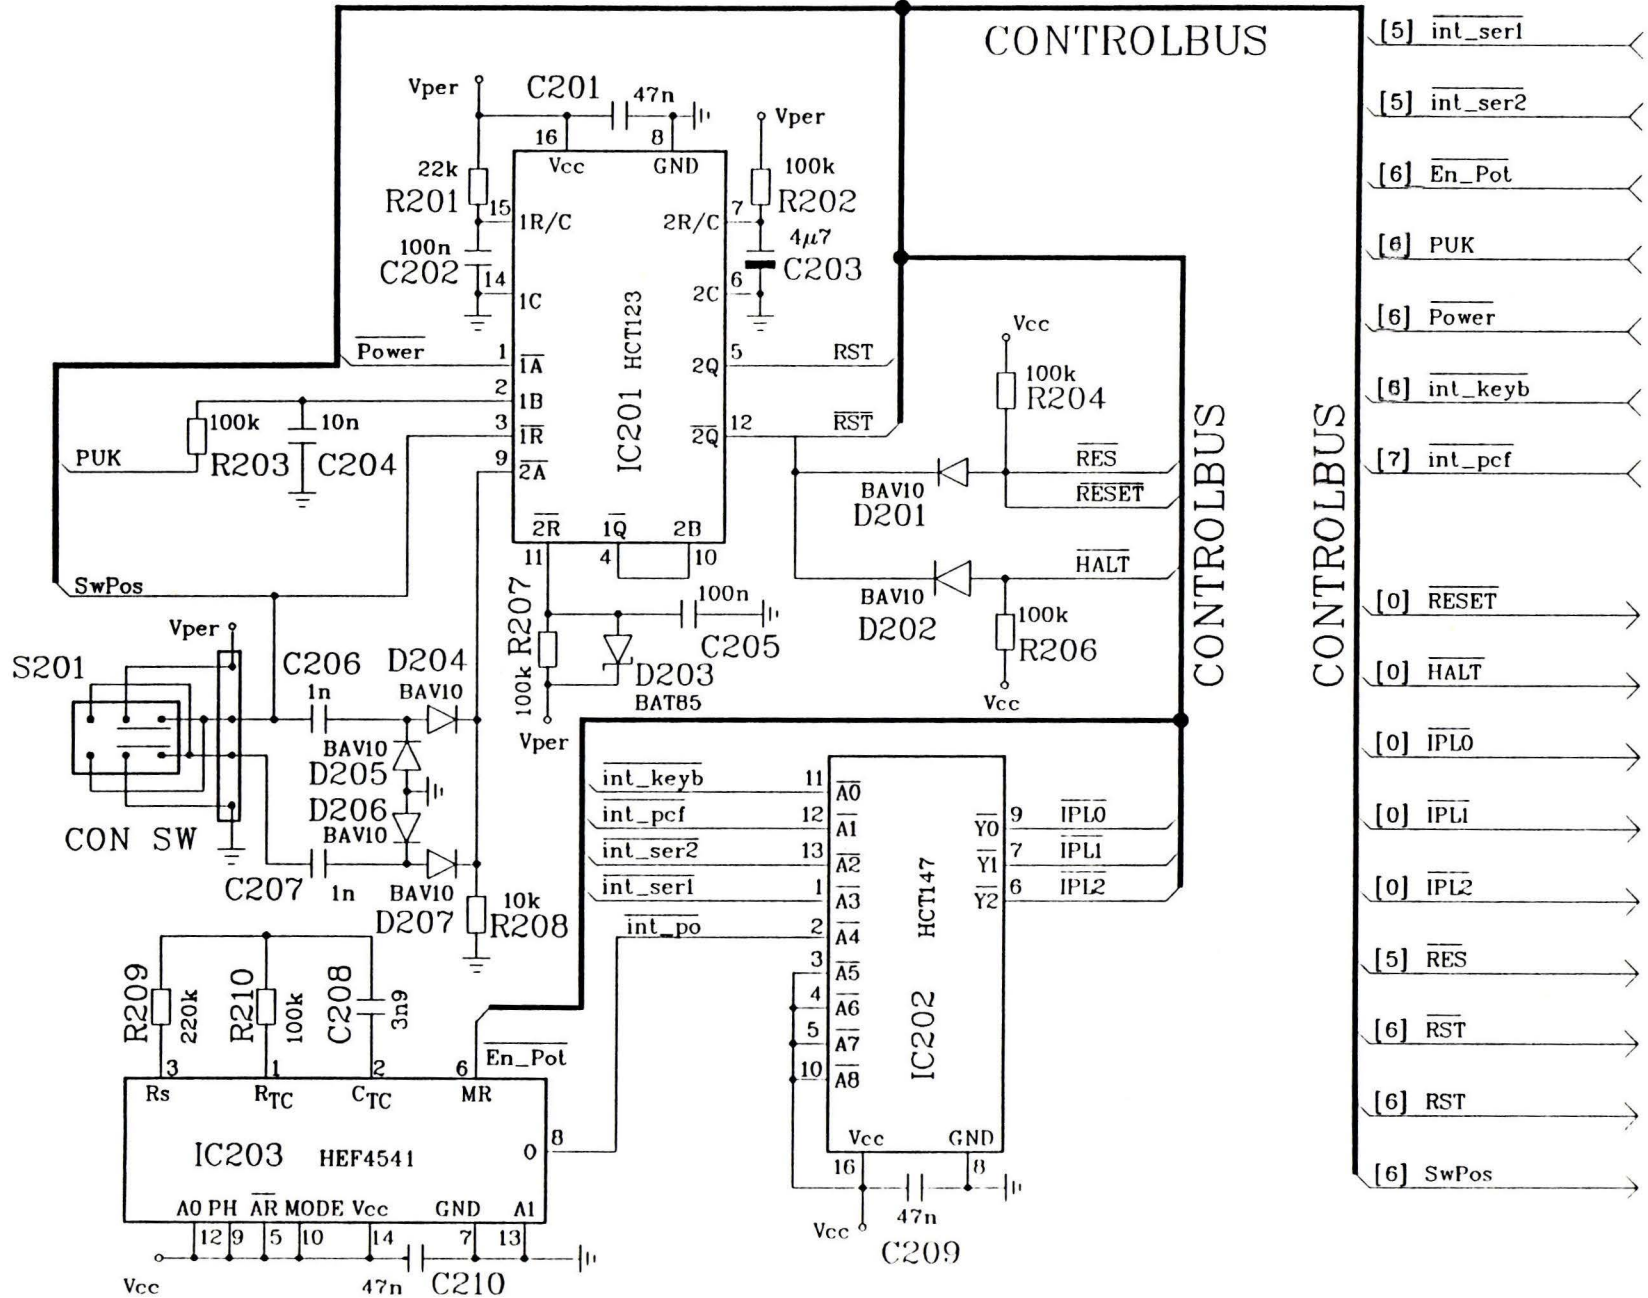 CONTROLBUS
[5] int_ser1
[5] int_ser2
[6] En_Pot
[6] PUK
[6] Power
[6] int_keyb
[7] int_pcf
[0] RESET
[0] HALT
[0] IPL0
[0] IPL1
[0] IPL2
[5] RES
[6] RST
[6] RST
[6] SwPos
CONTROLBUS
CONTROLBUS
Vper
C201
47n
Vper
16
8
Vcc
GND
22k
R201
100k
R202
15
1R/C
2R/C
7
100n
C202
4µ7
C203
14
1C
2C
6
HCT123
IC201
Power
1
1A
2Q
5
RST
2
1B
3
1R
2Q
12
RST
9
2A
100k
R203
10n
C204
PUK
2R
1Q
2B
11
4
10
Vcc
100k
R204
RES
RESET
BAV10
D201
HALT
BAV10
D202
100k
R206
Vcc
SwPos
R207
100k
100n
C205
D203
BAT85
Vper
Vper
S201
C206
1n
D204
BAV10
BAV10
D205
D206
BAV10
CON SW
C207
1n
BAV10
D207
10k
R208
int_keyb
11
A0
int_pcf
12
A1
Y0
9
IPL0
int_ser2
13
A2
Y1
7
IPL1
int_ser1
1
A3
Y2
6
IPL2
int_po
2
A4
3
A5
4
A6
5
A7
10
A8
HCT147
IC202
Vcc
GND
16
8
47n
Vcc
C209
R209
220k
R210
100k
C208
3n9
En_Pot
3
1
2
6
Rs
RTC
CTC
MR
IC203
HEF4541
O
8
A0
PH
AR
MODE
Vcc
GND
A1
12
9
5
10
14
7
13
Vcc
47n
C210